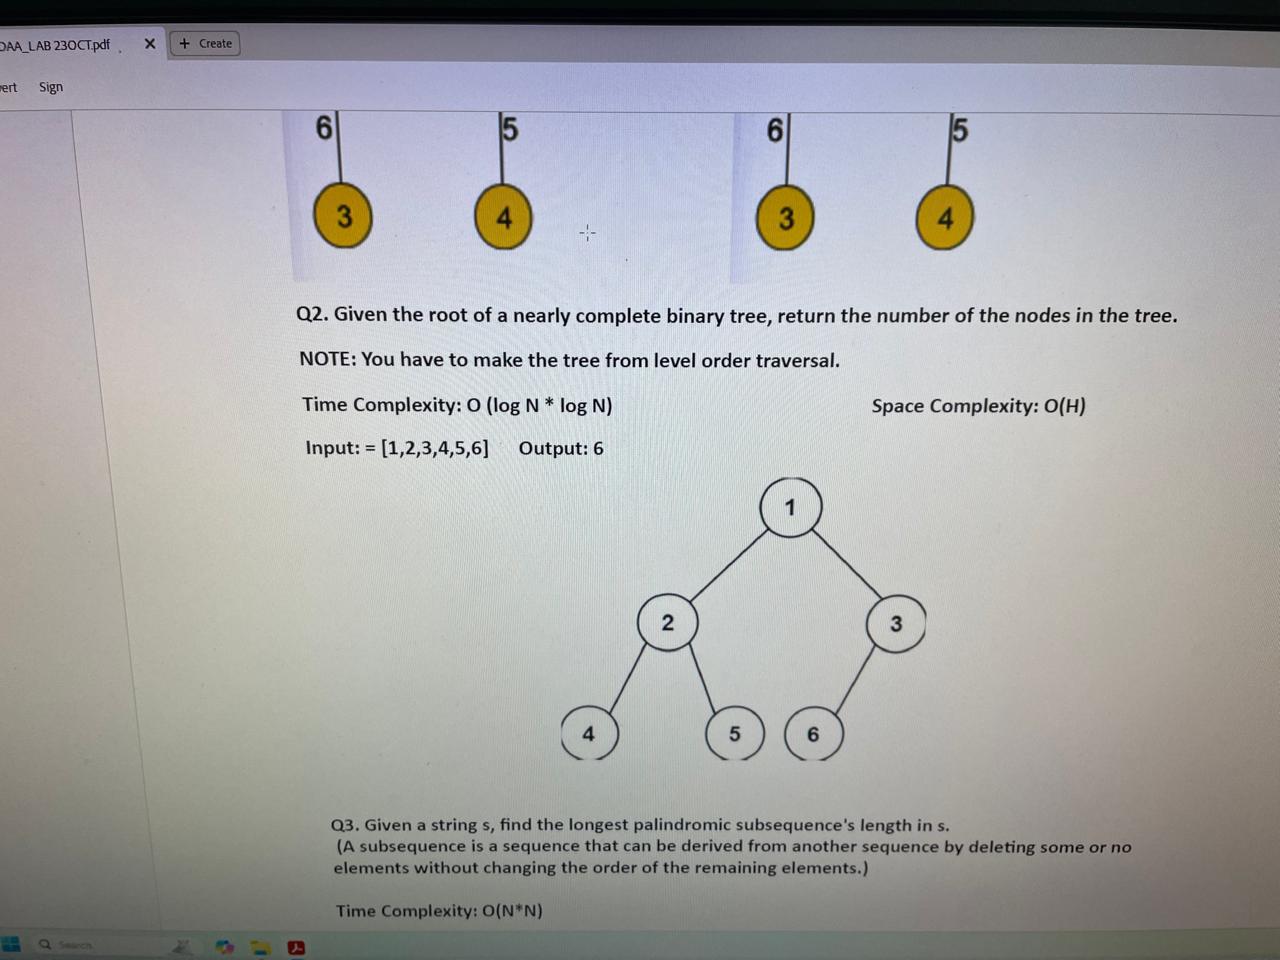 DAA_LAB 23OCT.pdf
+ Create
Sign
6 5 6 5
3 4 3 4
Q2. Given the root of a nearly complete binary tree, return the number of the nodes in the tree.
NOTE: You have to make the tree from level order traversal.
Time Complexity: O (log N * log N) Space Complexity: O(H)
Input: = [1,2,3,4,5,6] Output: 6
1
2 3
4 5 6
Q3. Given a string s, find the longest palindromic subsequence's length in s.
(A subsequence is a sequence that can be derived from another sequence by deleting some or no
elements without changing the order of the remaining elements.)
Time Complexity: O(N*N)
Search